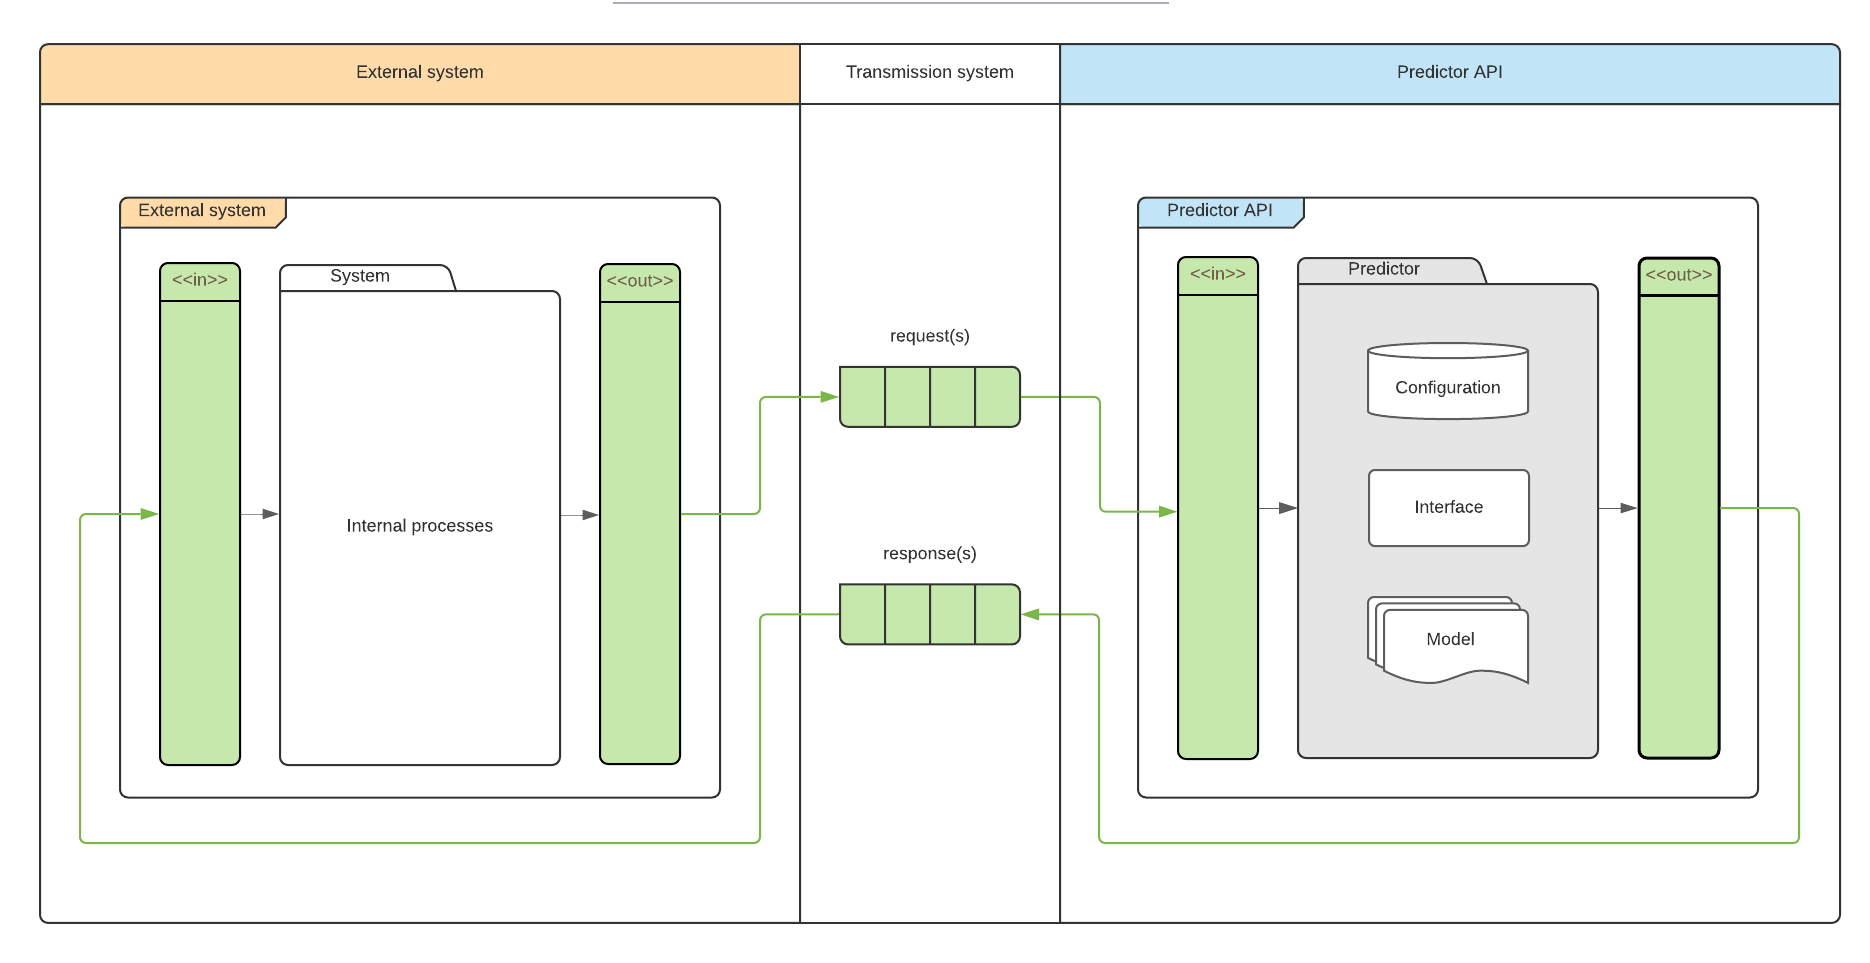 External system
Transmission system
Predictor API
External system
<<in>>
System
Internal processes
<<out>>
request(s)
response(s)
Predictor API
<<in>>
Predictor
Configuration
Interface
Model
<<out>>